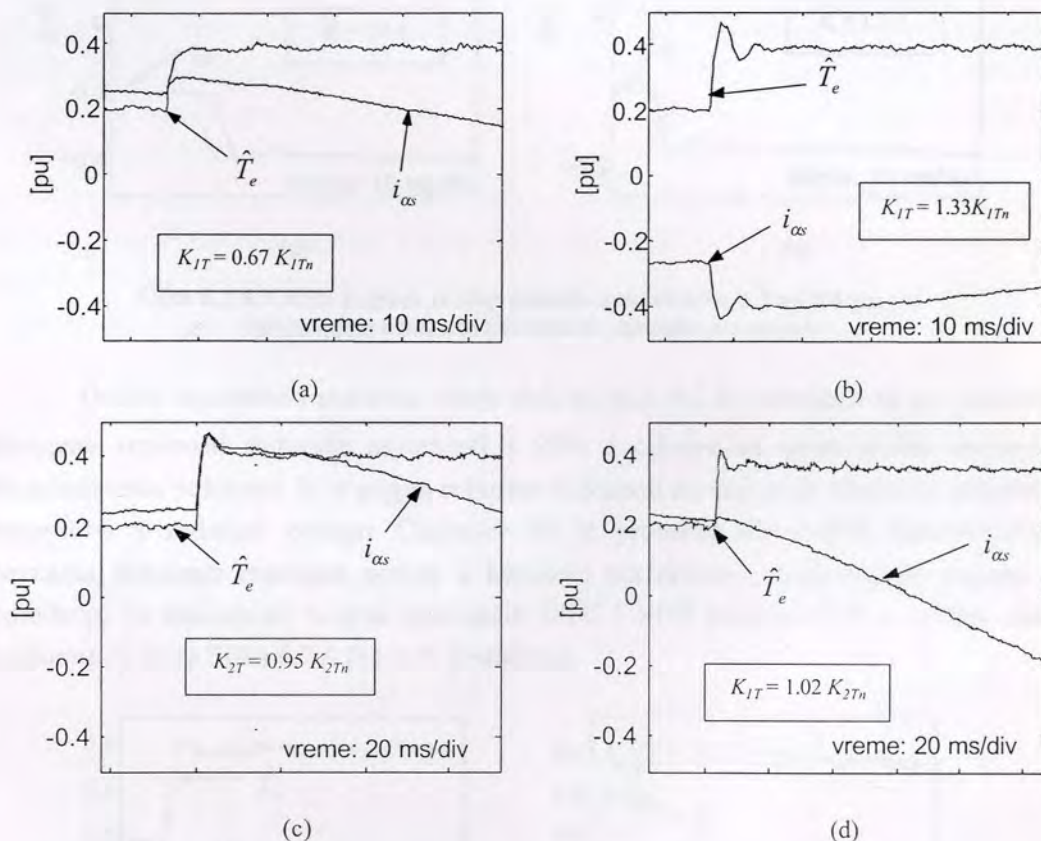 0.4
0.2
0
-0.2
-0.4
[pu]
T̂e
iαs
K1T = 0.67 K1Tn
vreme: 10 ms/div
(a)
0.4
0.2
0
-0.2
-0.4
[pu]
T̂e
iαs
K1T = 1.33K1Tn
vreme: 10 ms/div
(b)
0.4
0.2
0
-0.2
-0.4
[pu]
T̂e
iαs
K2T = 0.95 K2Tn
vreme: 20 ms/div
(c)
0.4
0.2
0
-0.2
-0.4
[pu]
T̂e
iαs
K1T = 1.02 K2Tn
vreme: 20 ms/div
(d)